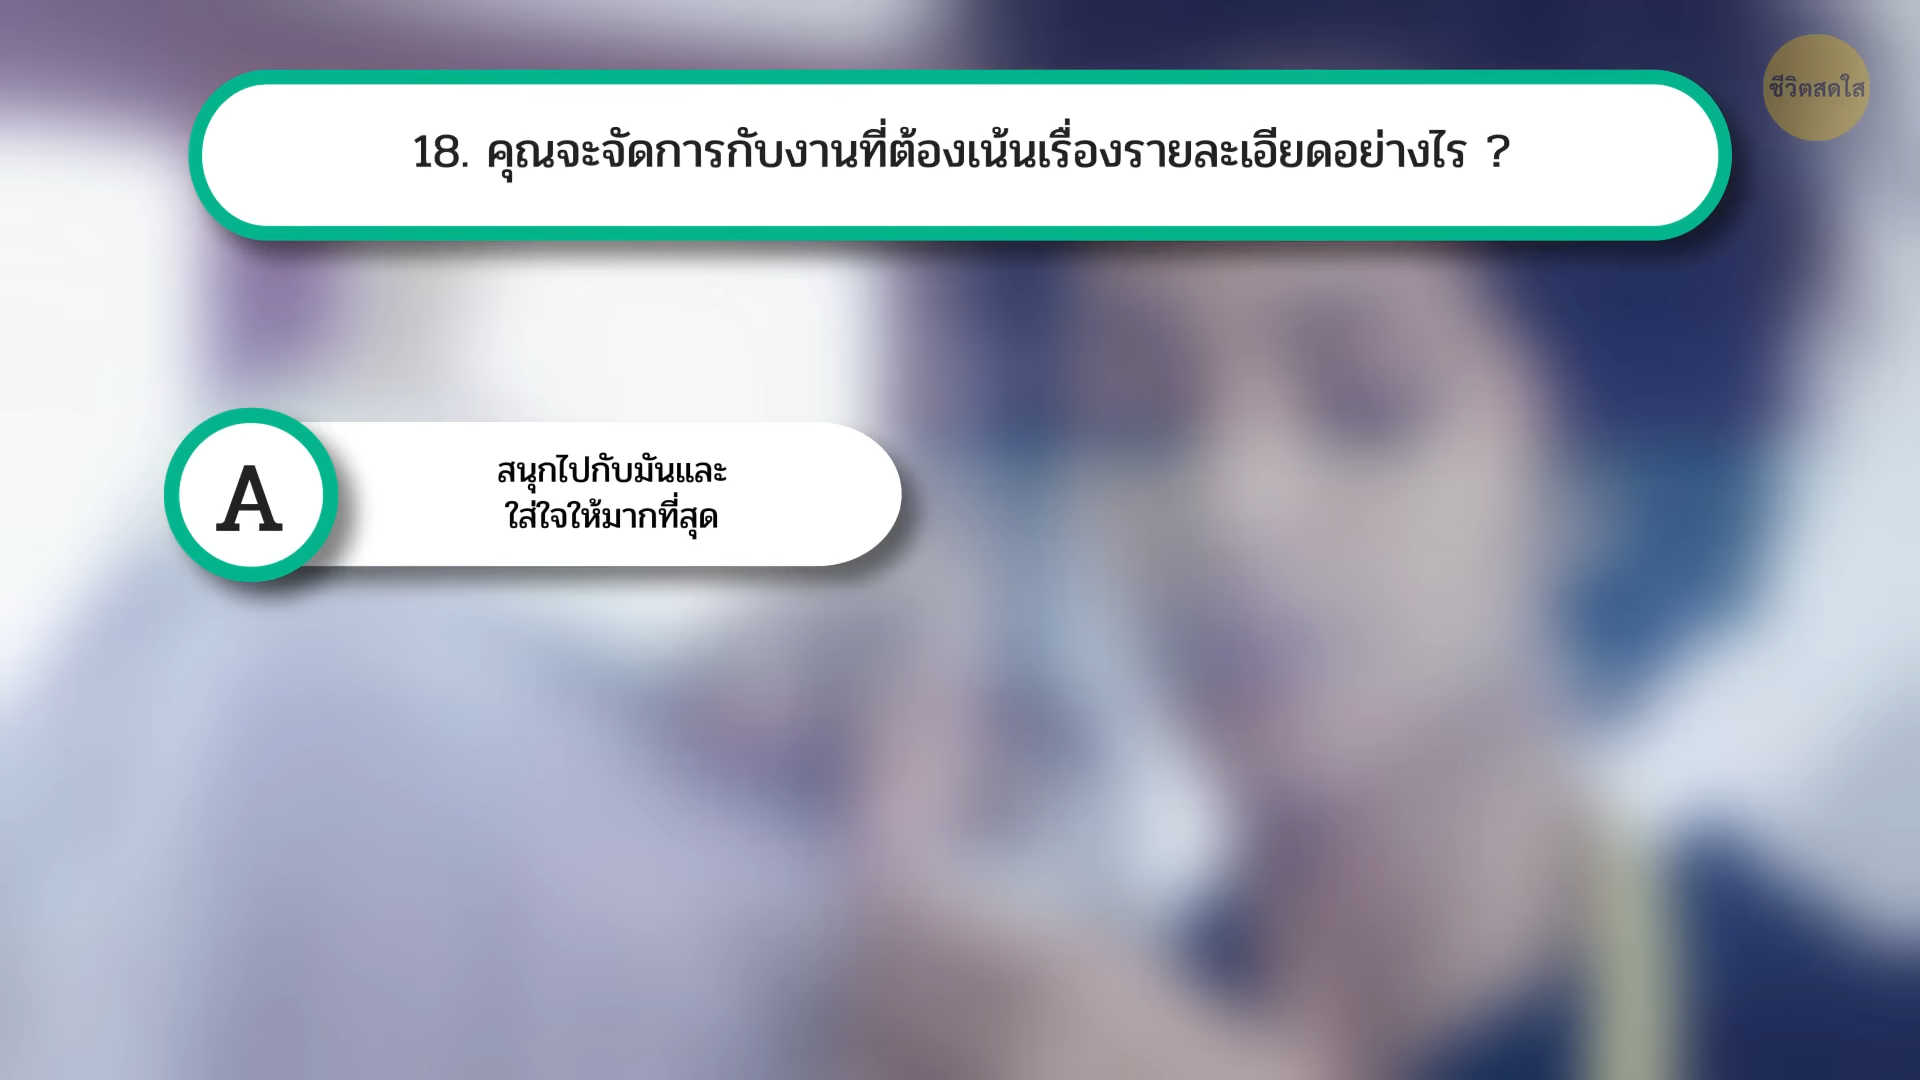 ชีวิตสดใส
18. คุณจะจัดการกับงานที่ต้องเน้นเรื่องรายละเอียดอย่างไร ?
A
สนุกไปกับมันและ
ใส่ใจให้มากที่สุด